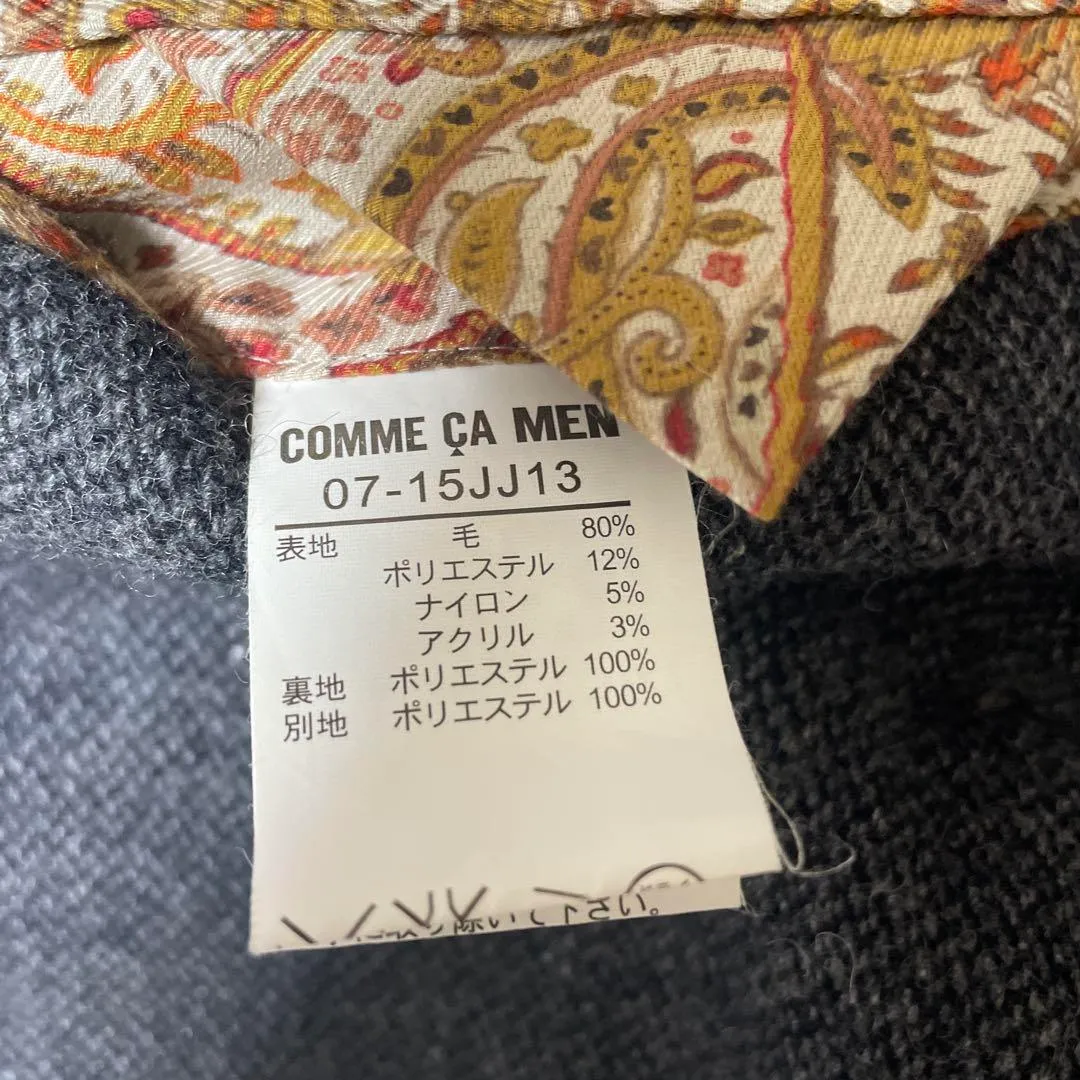 COMME ÇA MEN
07-15JJ13
表地 毛 80%
ポリエステル 12%
ナイロン 5%
アクリル 3%
裏地 ポリエステル 100%
別地 ポリエステル 100%